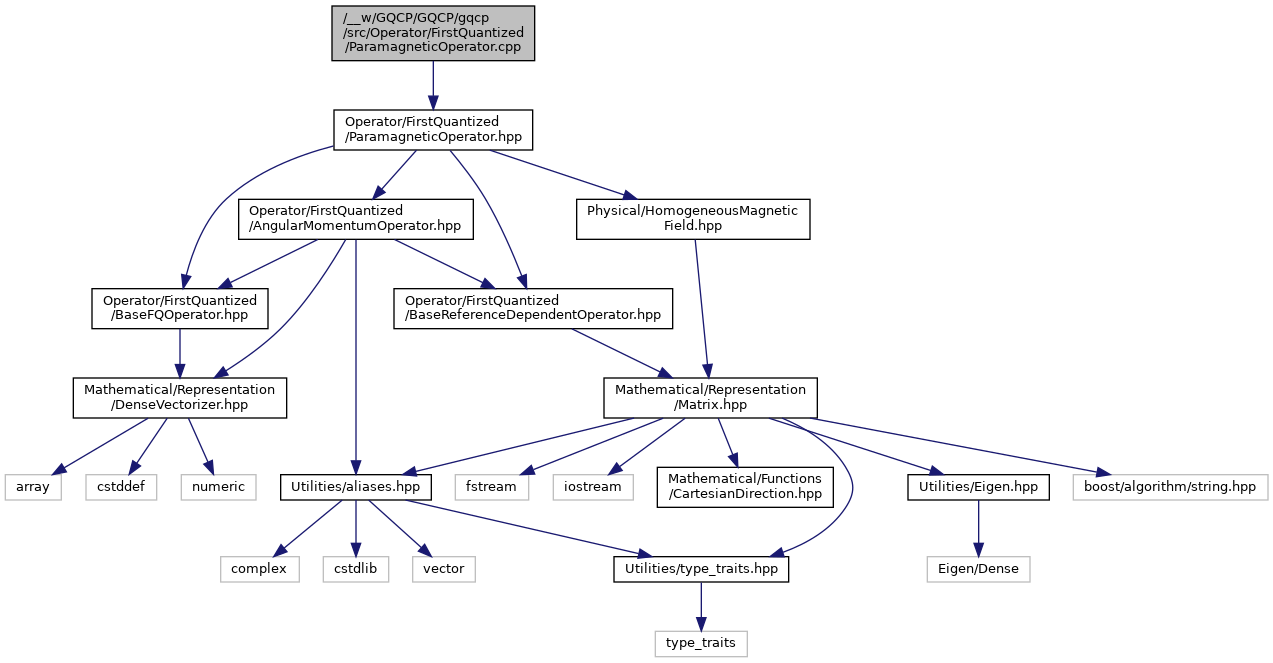 /__w/GQCP/GQCP/gqcp
/src/Operator/FirstQuantized
/ParamagneticOperator.cpp
Operator/FirstQuantized
/ParamagneticOperator.hpp
Operator/FirstQuantized
/AngularMomentumOperator.hpp
Physical/HomogeneousMagnetic
Field.hpp
Operator/FirstQuantized
/BaseFQOperator.hpp
Operator/FirstQuantized
/BaseReferenceDependentOperator.hpp
Mathematical/Representation
/DenseVectorizer.hpp
Mathematical/Representation
/Matrix.hpp
array
cstddef
numeric
Utilities/aliases.hpp
fstream
iostream
Mathematical/Functions
/CartesianDirection.hpp
Utilities/Eigen.hpp
boost/algorithm/string.hpp
complex
cstdlib
vector
Utilities/type_traits.hpp
Eigen/Dense
type_traits